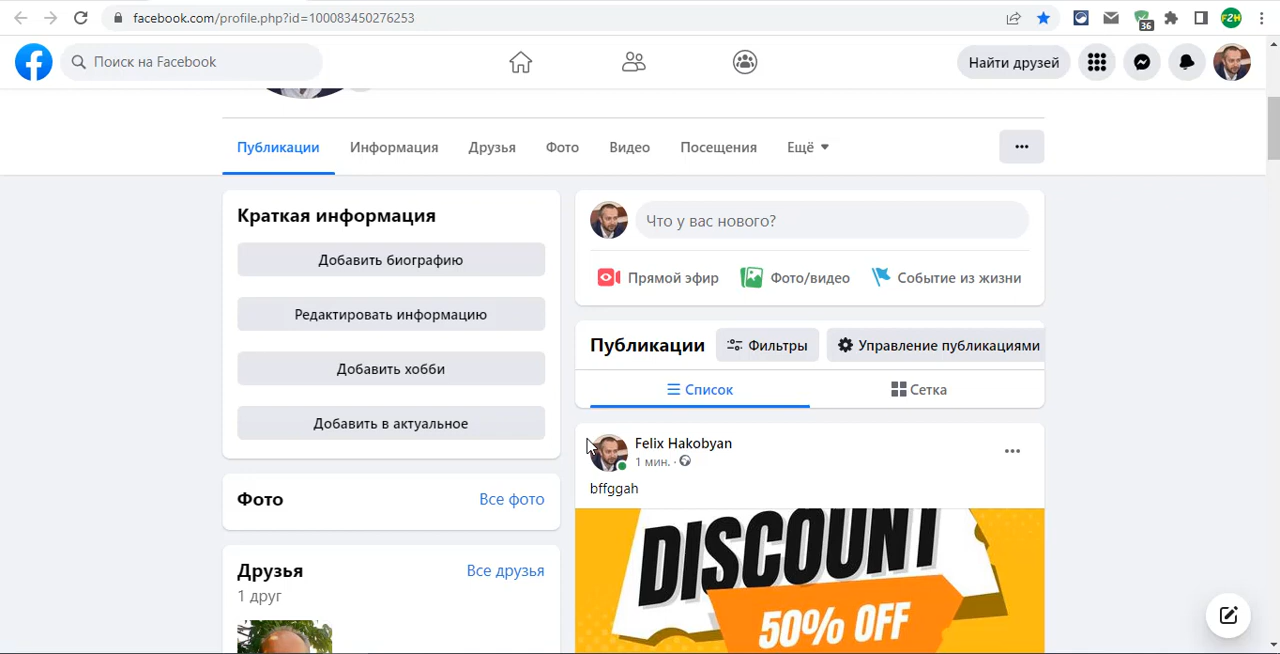 facebook.com/profile.php?id=100083450276253
36
F2H
Поиск на Facebook
Найти друзей
Публикации
Информация
Друзья
Фото
Видео
Посещения
Ещё
Краткая информация
Добавить биографию
Редактировать информацию
Добавить хобби
Добавить в актуальное
Фото
Все фото
Друзья
Все друзья
1 друг
Что у вас нового?
Прямой эфир
Фото/видео
Событие из жизни
Публикации
Фильтры
Управление публикациями
Список
Сетка
Felix Hakobyan
1 мин. ·
bffggah
DISCOUNT
50% OFF